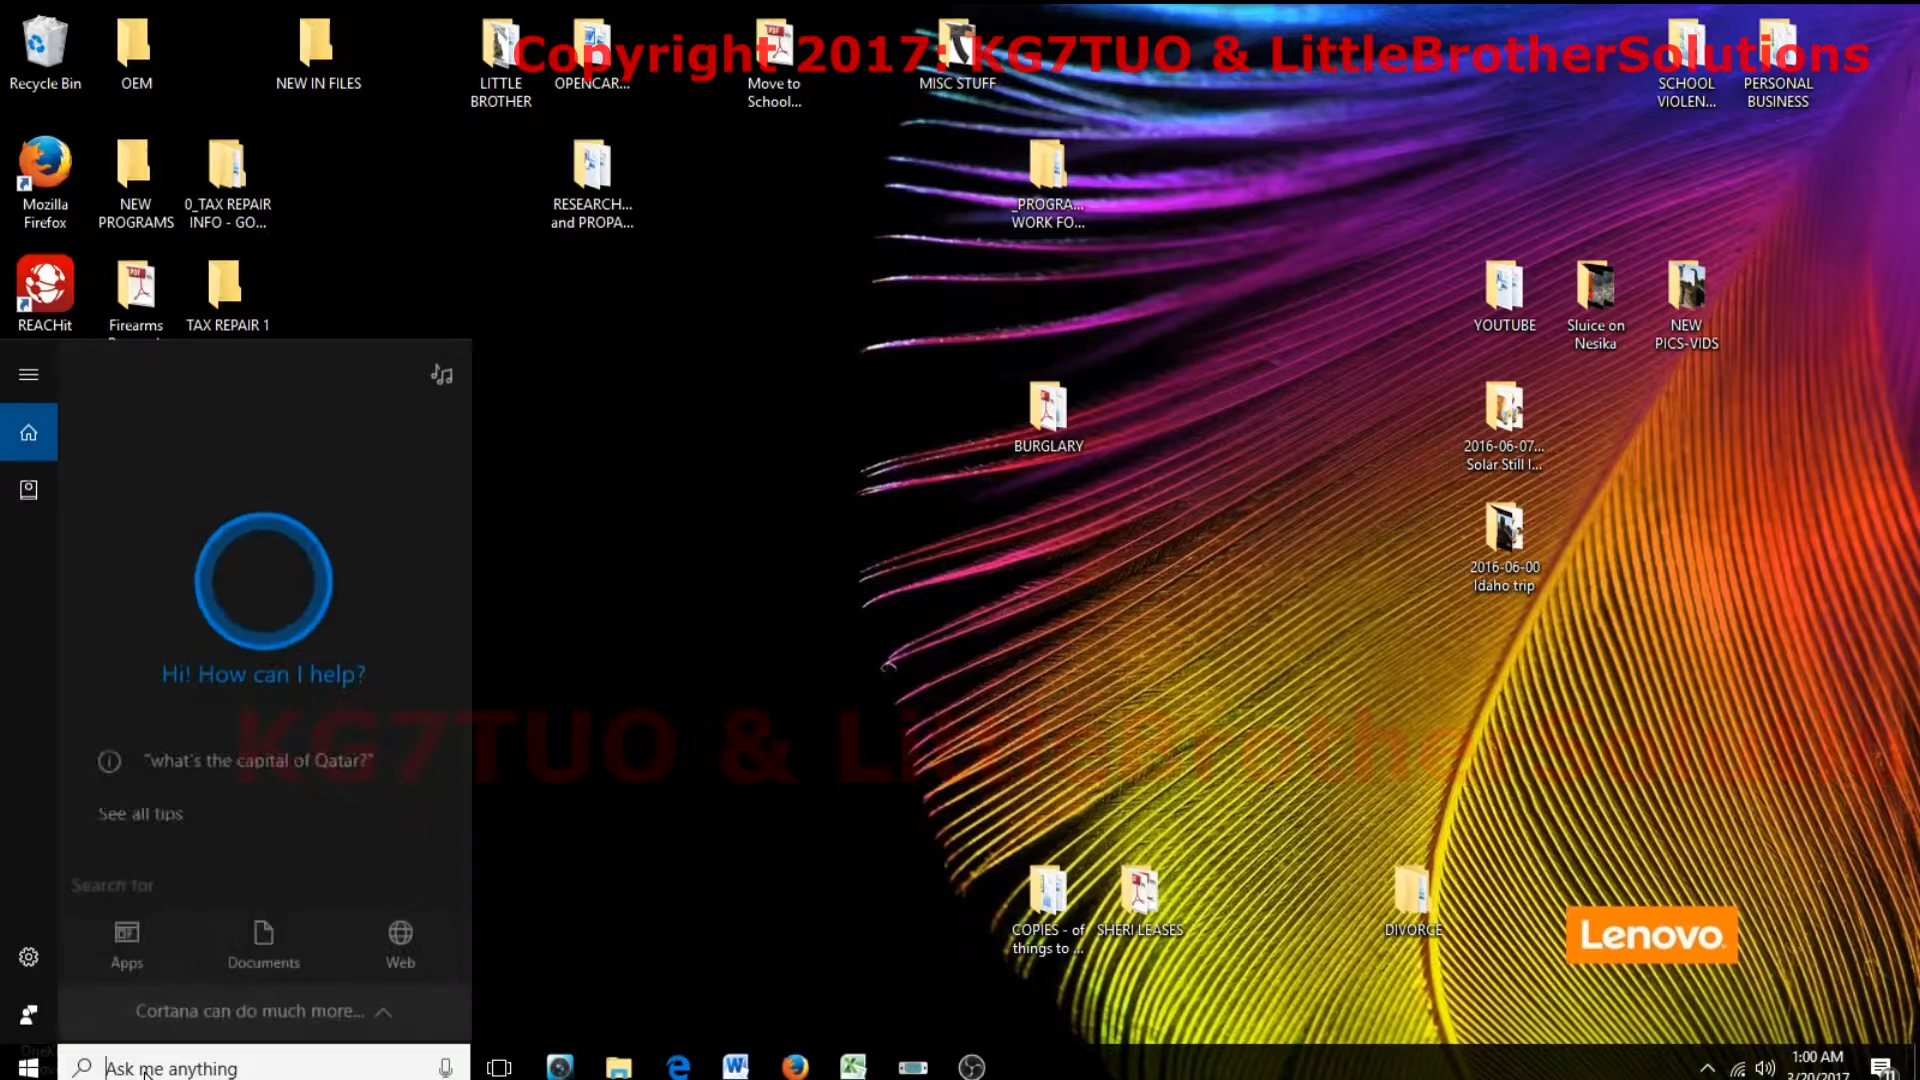 Copyright 2017: KG7TUO & LittleBrotherSolutions
Recycle Bin
OEM
NEW IN FILES
LITTLE
BROTHER
OPENCAR...
Move to
School...
MISC STUFF
SCHOOL
VIOLEN...
PERSONAL
BUSINESS
Mozilla
Firefox
NEW
PROGRAMS
0_TAX REPAIR
INFO - GO...
RESEARCH...
and PROPA...
_PROGRA...
WORK FO...
REACHit
Firearms
TAX REPAIR 1
YOUTUBE
Sluice on
Nesika
NEW
PICS-VIDS
BURGLARY
2016-06-07...
Solar Still I...
2016-06-00
Idaho trip
Hi! How can I help?
KG7TUO & LittleBrother
"what's the capital of Qatar?"
See all tips
Search for
Apps
Documents
Web
COPIES - of
things to ...
SHERI LEASES
DIVORCE
Lenovo
Cortana can do much more...
Ask me anything
1:00 AM
3/20/2017
11